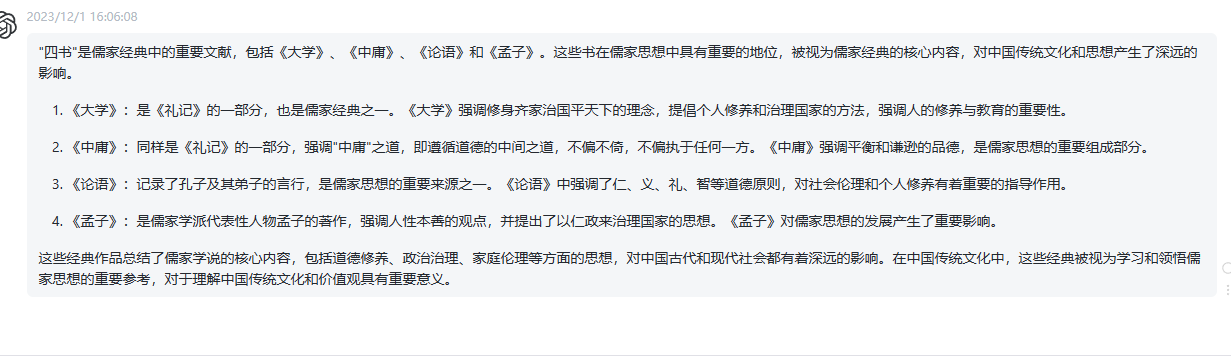 2023/12/1 16:06:08
"四书"是儒家经典中的重要文献，包括《大学》、《中庸》、《论语》和《孟子》。这些书在儒家思想中具有重要的地位，被视为儒家经典的核心内容，对中国传统文化和思想产生了深远的
影响。
1. 《大学》：是《礼记》的一部分，也是儒家经典之一。《大学》强调修身齐家治国平天下的理念，提倡个人修养和治理国家的方法，强调人的修养与教育的重要性。
2. 《中庸》：同样是《礼记》的一部分，强调"中庸"之道，即遵循道德的中间之道，不偏不倚，不偏执于任何一方。《中庸》强调平衡和谦逊的品德，是儒家思想的重要组成部分。
3. 《论语》：记录了孔子及其弟子的言行，是儒家思想的重要来源之一。《论语》中强调了仁、义、礼、智等道德原则，对社会伦理和个人修养有着重要的指导作用。
4. 《孟子》：是儒家学派代表性人物孟子的著作，强调人性本善的观点，并提出了以仁政来治理国家的思想。《孟子》对儒家思想的发展产生了重要影响。
这些经典作品总结了儒家学说的核心内容，包括道德修养、政治治理、家庭伦理等方面的思想，对中国古代和现代社会都有着深远的影响。在中国传统文化中，这些经典被视为学习和领悟儒
家思想的重要参考，对于理解中国传统文化和价值观具有重要意义。